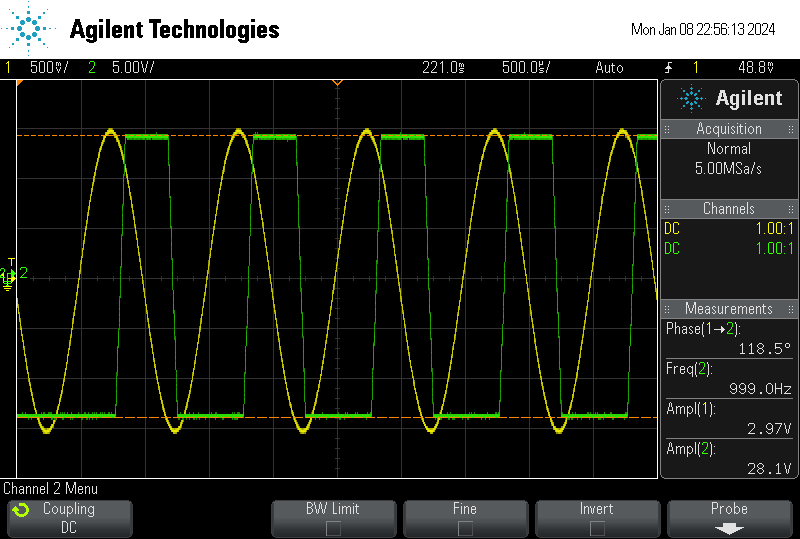 Agilent Technologies
Mon Jan 08 22:56:13 2024
1 500mV/ 2 5.00V/ 221.0us 500.0us/ Auto 1 48.8mV
Agilent
Acquisition
Normal
5.00MSa/s
Channels
DC 1.00:1
DC 1.00:1
Measurements
Phase(1→2):
118.5°
Freq(2):
999.0Hz
Ampl(1):
2.97V
Ampl(2):
28.1V
T
2
Channel 2 Menu
Coupling
DC
BW Limit
Fine
Invert
Probe